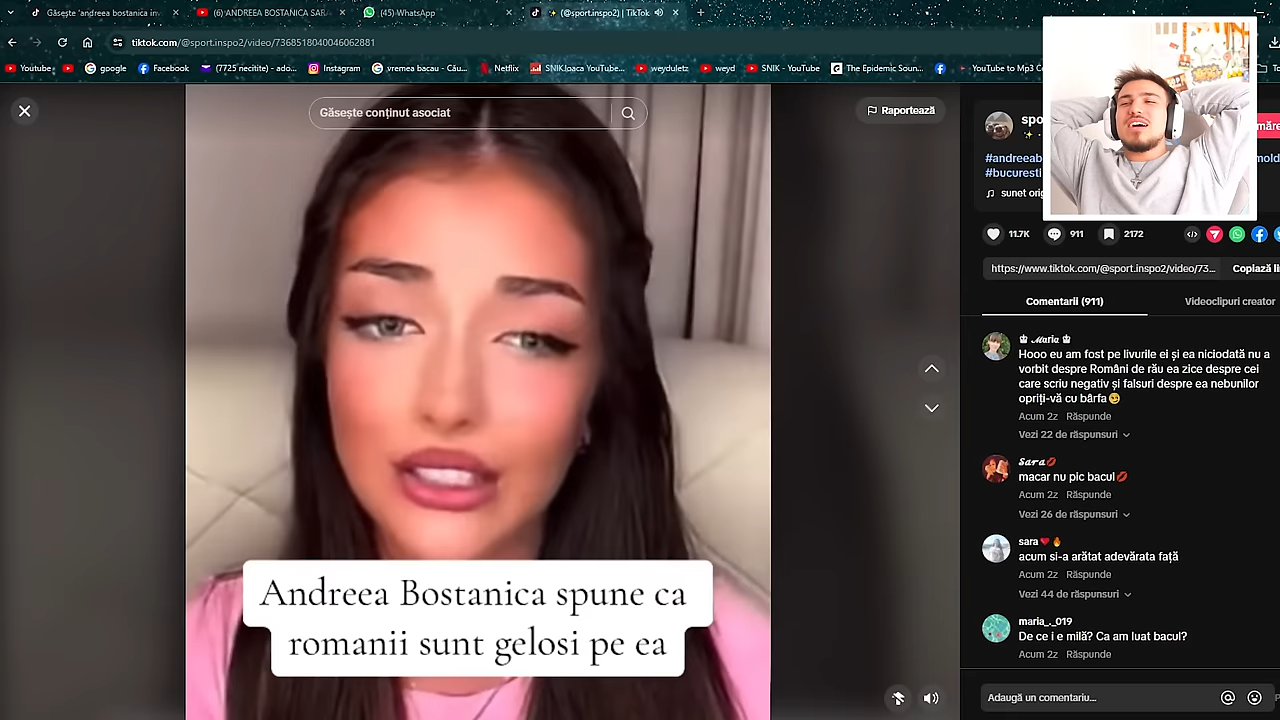 Găsește 'andreea bostanica inv
(6) ANDREEA BOSTANICA SAR
(45) WhatsApp
✨ (@sport.inspo2) | TikTok
tiktok.com/@sport.inspo2/video/7368518040046062881
Youtube
google
Facebook
(7725 necitite) - ado...
Instagram
vremea bacau - Cău...
Netflix
SNIK.loaca YouTube...
weyduletz
weyd
SNIK - YouTube
The Epidemic Soun...
YouTube to Mp3 C
Găsește conținut asociat
Raportează
spo
#andreeab
mold
#bucuresti
sunet orig
11.7K
911
2172
https://www.tiktok.com/@sport.inspo2/video/73...
Copiază li
Comentarii (911)
Videoclipuri creator
♚ 𝓜aria ♚
Hooo eu am fost pe livurile ei și ea niciodată nu a
vorbit despre Români de rău ea zice despre cei
care scriu negativ și falsuri despre ea nebunilor
opriți-vă cu bârfa😏
Acum 2z Răspunde
Vezi 22 de răspunsuri
𝓢𝓪𝓻𝓪💋
macar nu pic bacul💋
Acum 2z Răspunde
Vezi 26 de răspunsuri
sara❤️🔥
acum si-a arătat adevărata față
Acum 2z Răspunde
Vezi 44 de răspunsuri
maria_._019
De ce i e milă? Ca am luat bacul?
Acum 2z Răspunde
Adaugă un comentariu...
Andreea Bostanica spune ca
romanii sunt gelosi pe ea